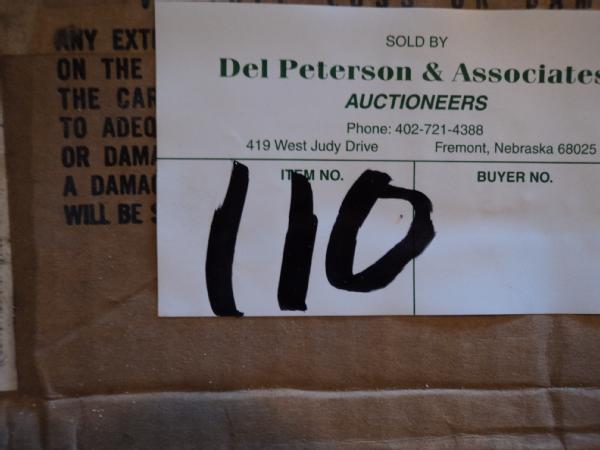 ANY EXT
ON THE
THE CAR
TO ADEQ
OR DAMA
A DAMA
WILL BE
SOLD BY
Del Peterson & Associates
AUCTIONEERS
Phone: 402-721-4388
419 West Judy Drive Fremont, Nebraska 68025
ITEM NO. BUYER NO.
110